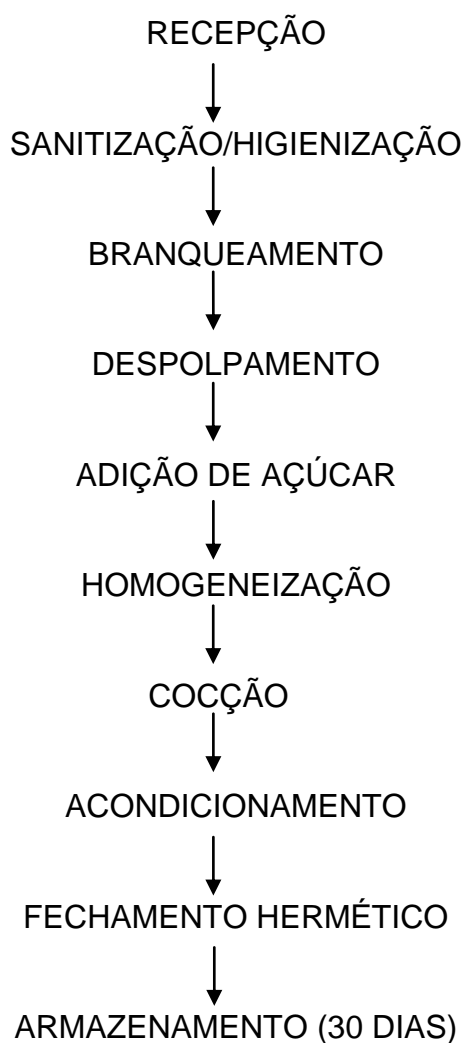 RECEPÇÃO
SANITIZAÇÃO/HIGIENIZAÇÃO
BRANQUEAMENTO
DESPOLPAMENTO
ADIÇÃO DE AÇÚCAR
HOMOGENEIZAÇÃO
COCÇÃO
ACONDICIONAMENTO
FECHAMENTO HERMÉTICO
ARMAZENAMENTO (30 DIAS)